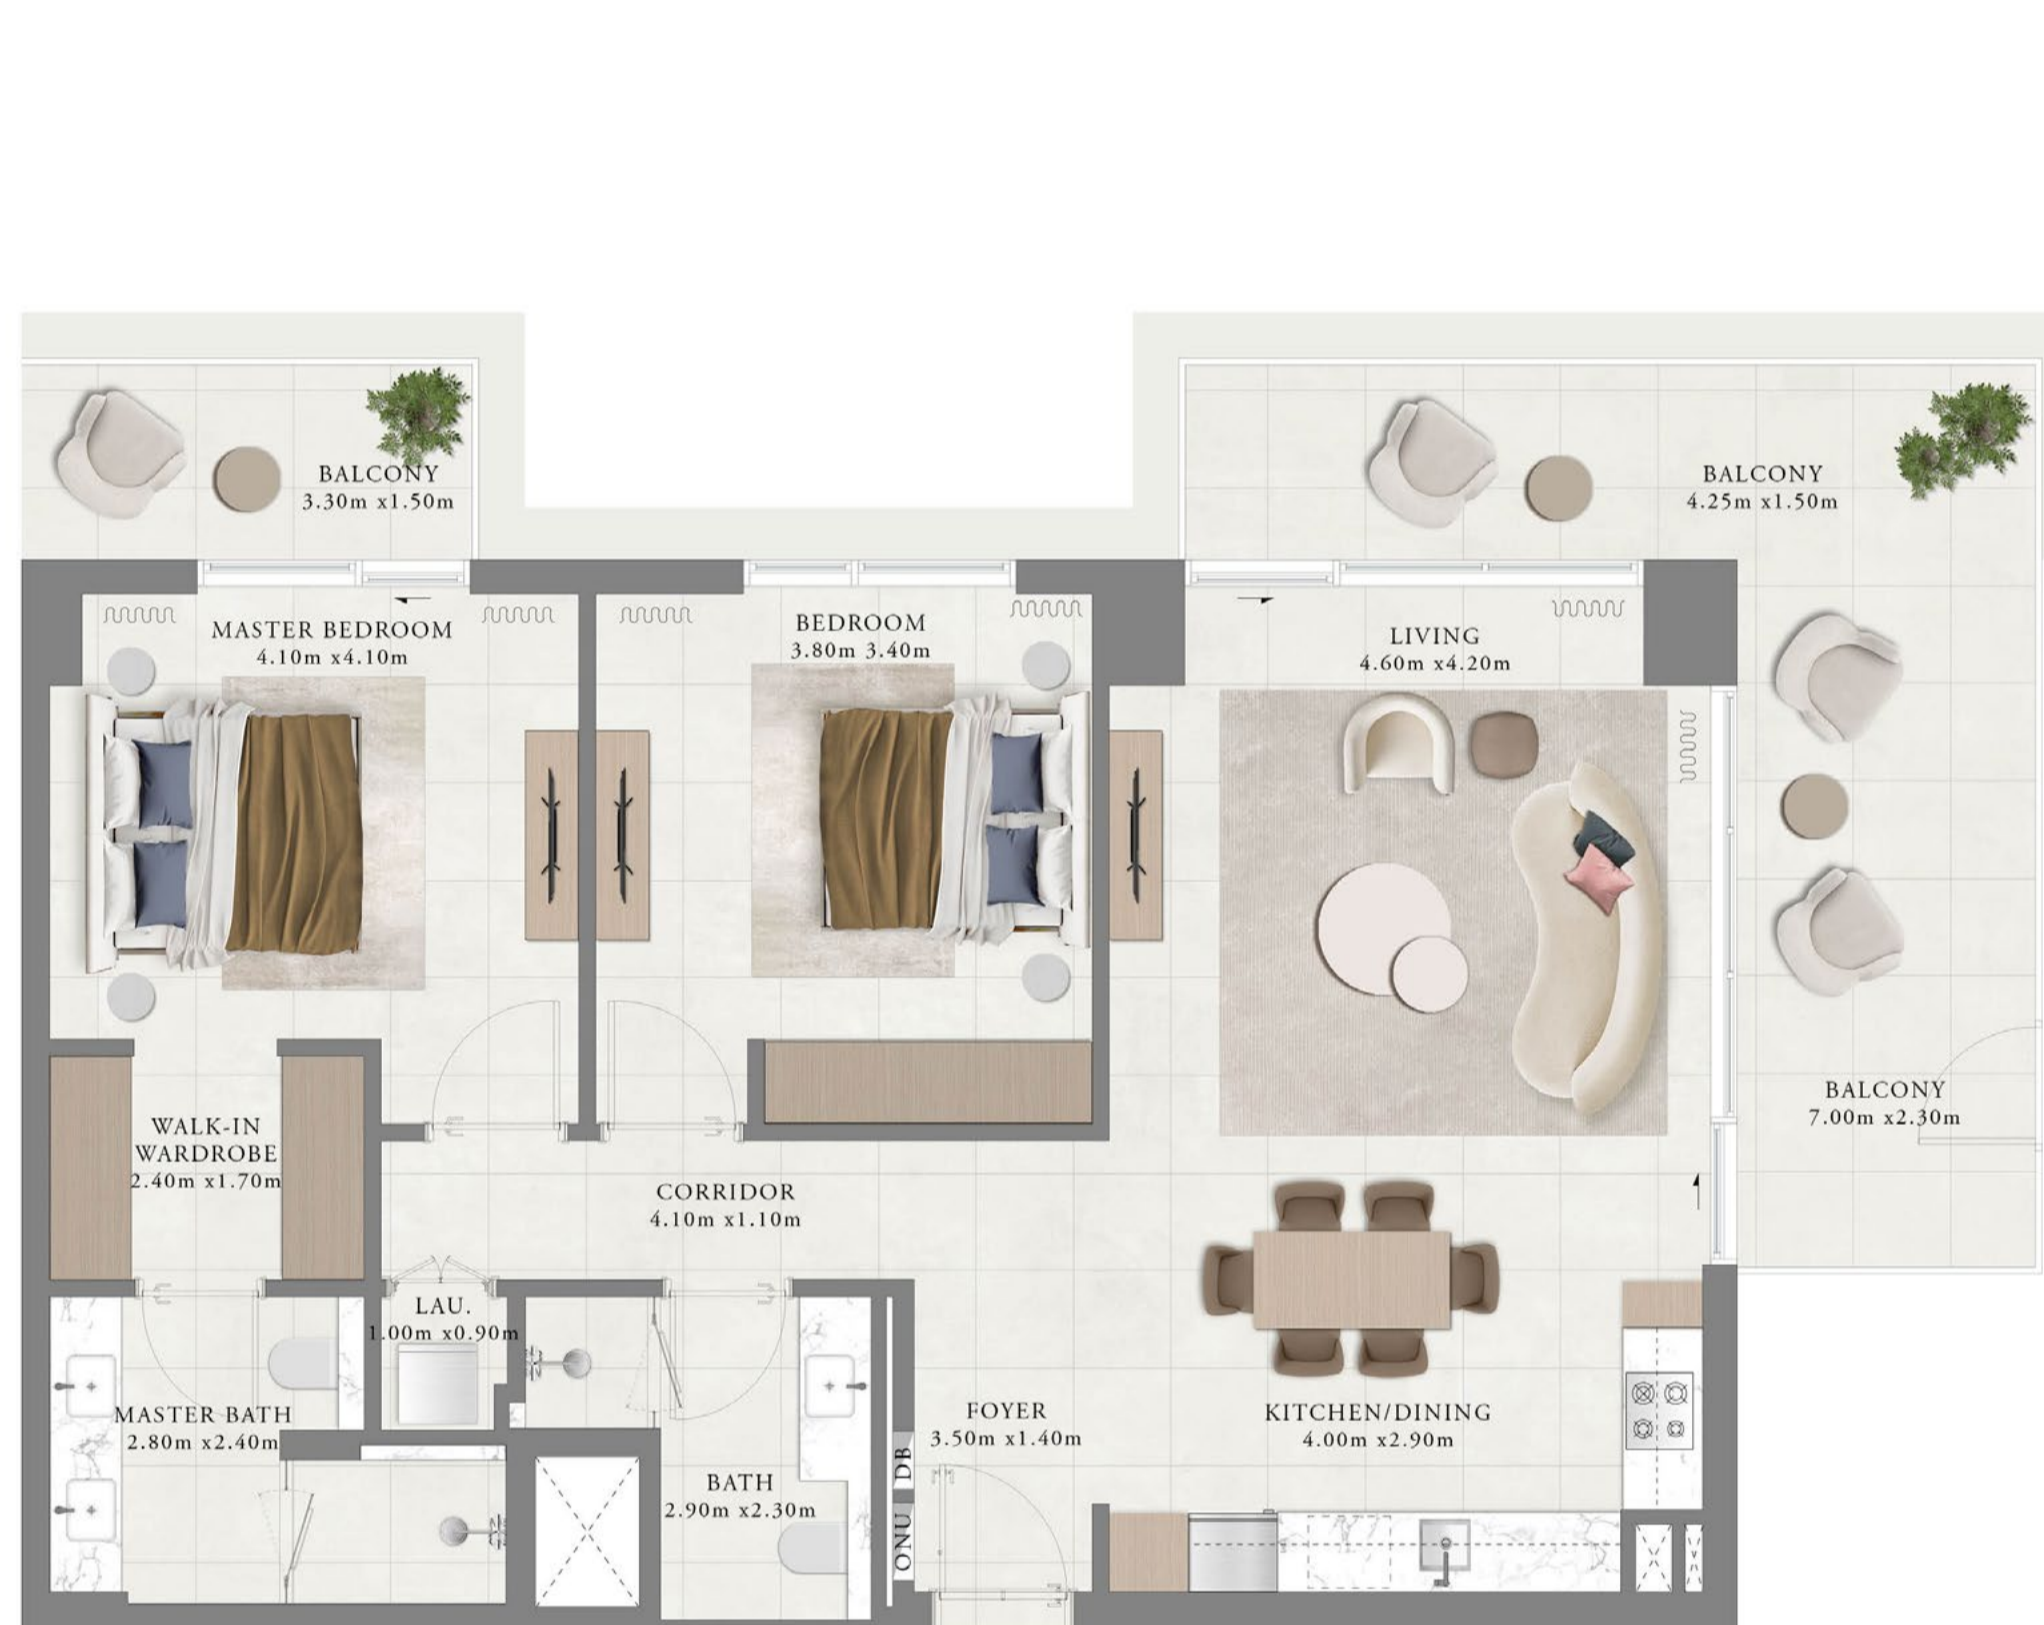 BALCONY
3.30m x1.50m
BALCONY
4.25m x1.50m
MASTER BEDROOM
4.10m x4.10m
BEDROOM
3.80m 3.40m
LIVING
4.60m x4.20m
BALCONY
7.00m x2.30m
WALK-IN
WARDROBE
2.40m x1.70m
CORRIDOR
4.10m x1.10m
LAU.
1.00m x0.90m
MASTER BATH
2.80m x2.40m
BATH
2.90m x2.30m
DB
ONU
FOYER
3.50m x1.40m
KITCHEN/DINING
4.00m x2.90m